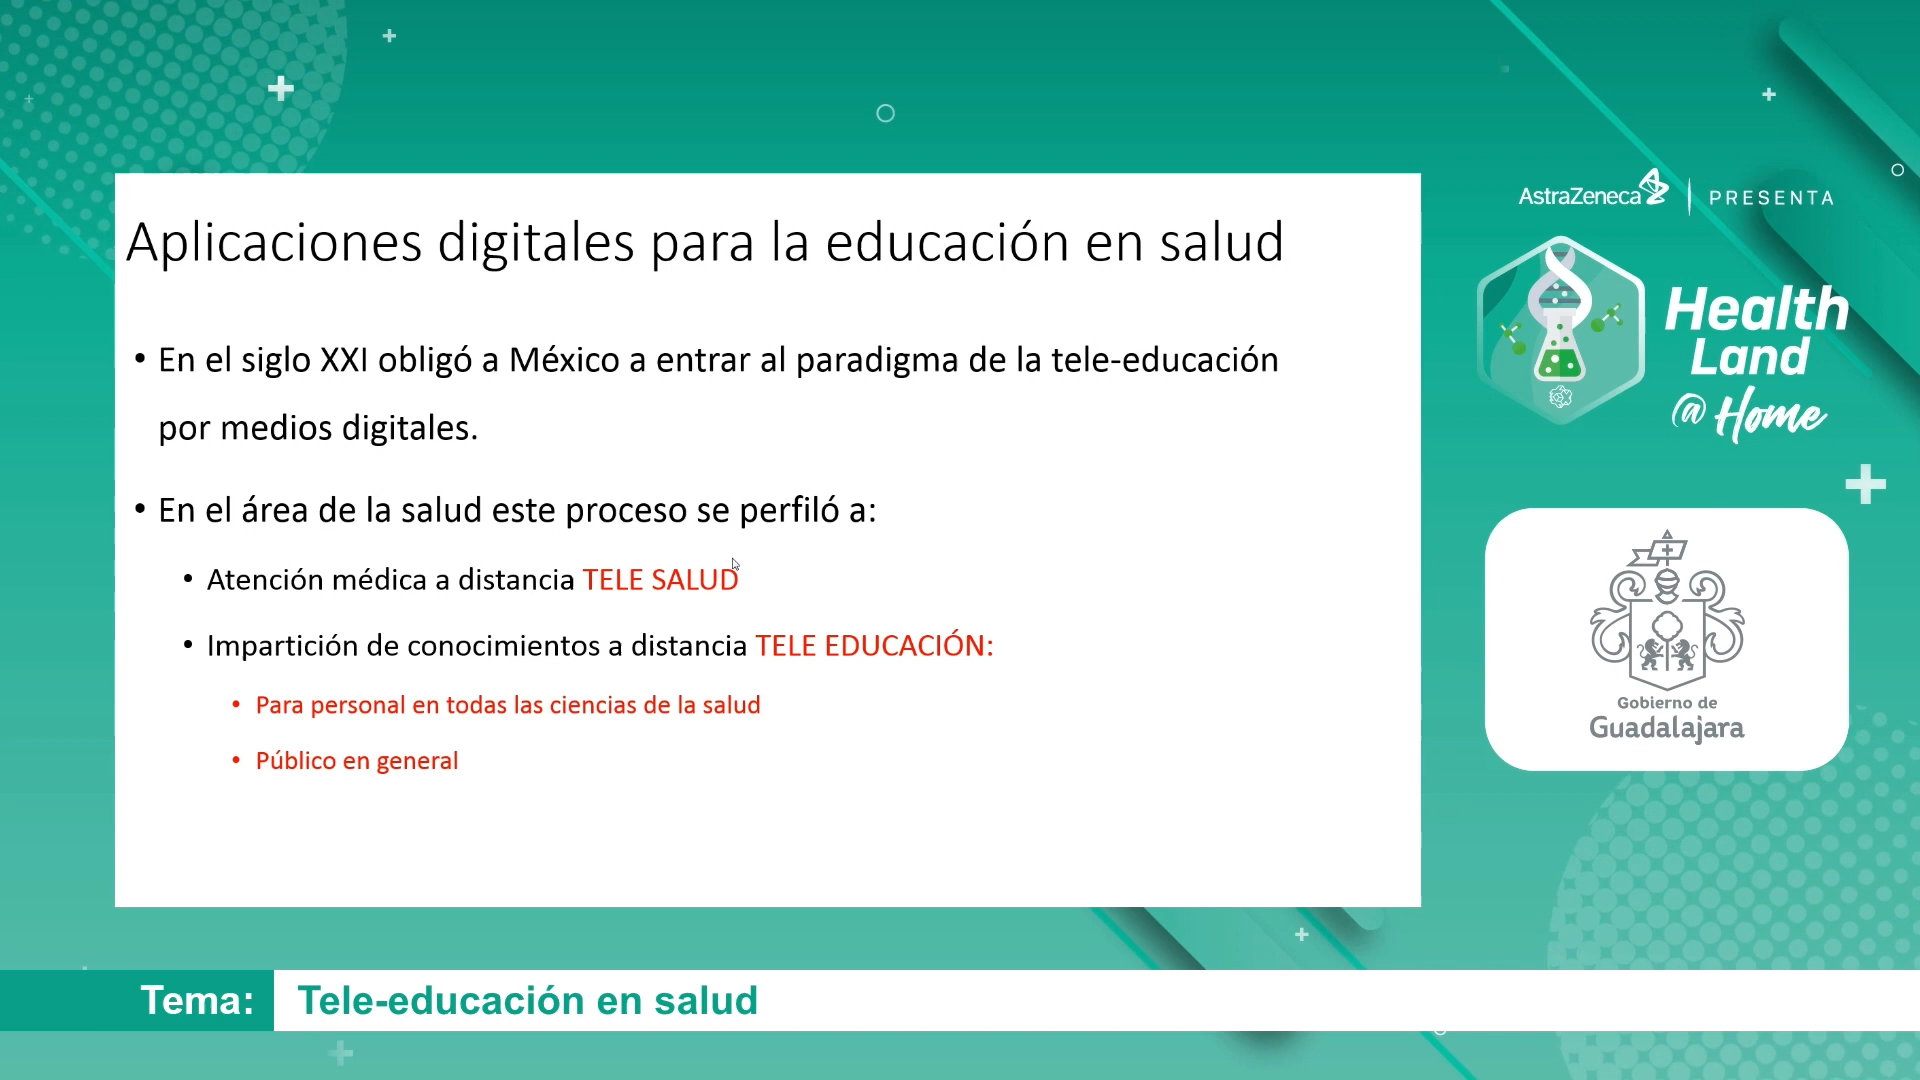 Aplicaciones digitales para la educación en salud
• En el siglo XXI obligó a México a entrar al paradigma de la tele-educación
por medios digitales.
• En el área de la salud este proceso se perfiló a:
• Atención médica a distancia TELE SALUD
• Impartición de conocimientos a distancia TELE EDUCACIÓN:
• Para personal en todas las ciencias de la salud
• Público en general
AstraZeneca | PRESENTA
Health
Land
@ Home
Gobierno de
Guadalajara
Tema: Tele-educación en salud